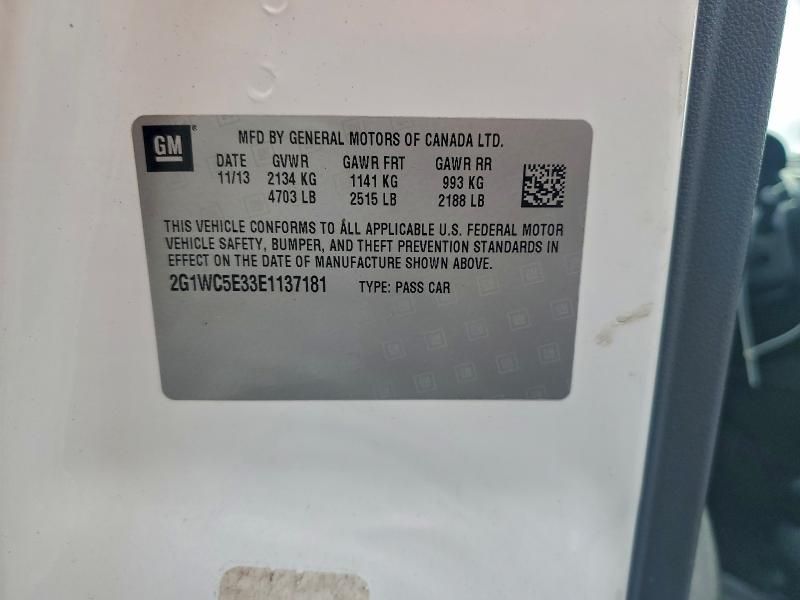 GM ®
MFD BY GENERAL MOTORS OF CANADA LTD.
DATE GVWR GAWR FRT GAWR RR
11/13 2134 KG 1141 KG 993 KG
4703 LB 2515 LB 2188 LB
THIS VEHICLE CONFORMS TO ALL APPLICABLE U.S. FEDERAL MOTOR
VEHICLE SAFETY, BUMPER, AND THEFT PREVENTION STANDARDS IN
EFFECT ON THE DATE OF MANUFACTURE SHOWN ABOVE.
2G1WC5E33E1137181 TYPE: PASS CAR